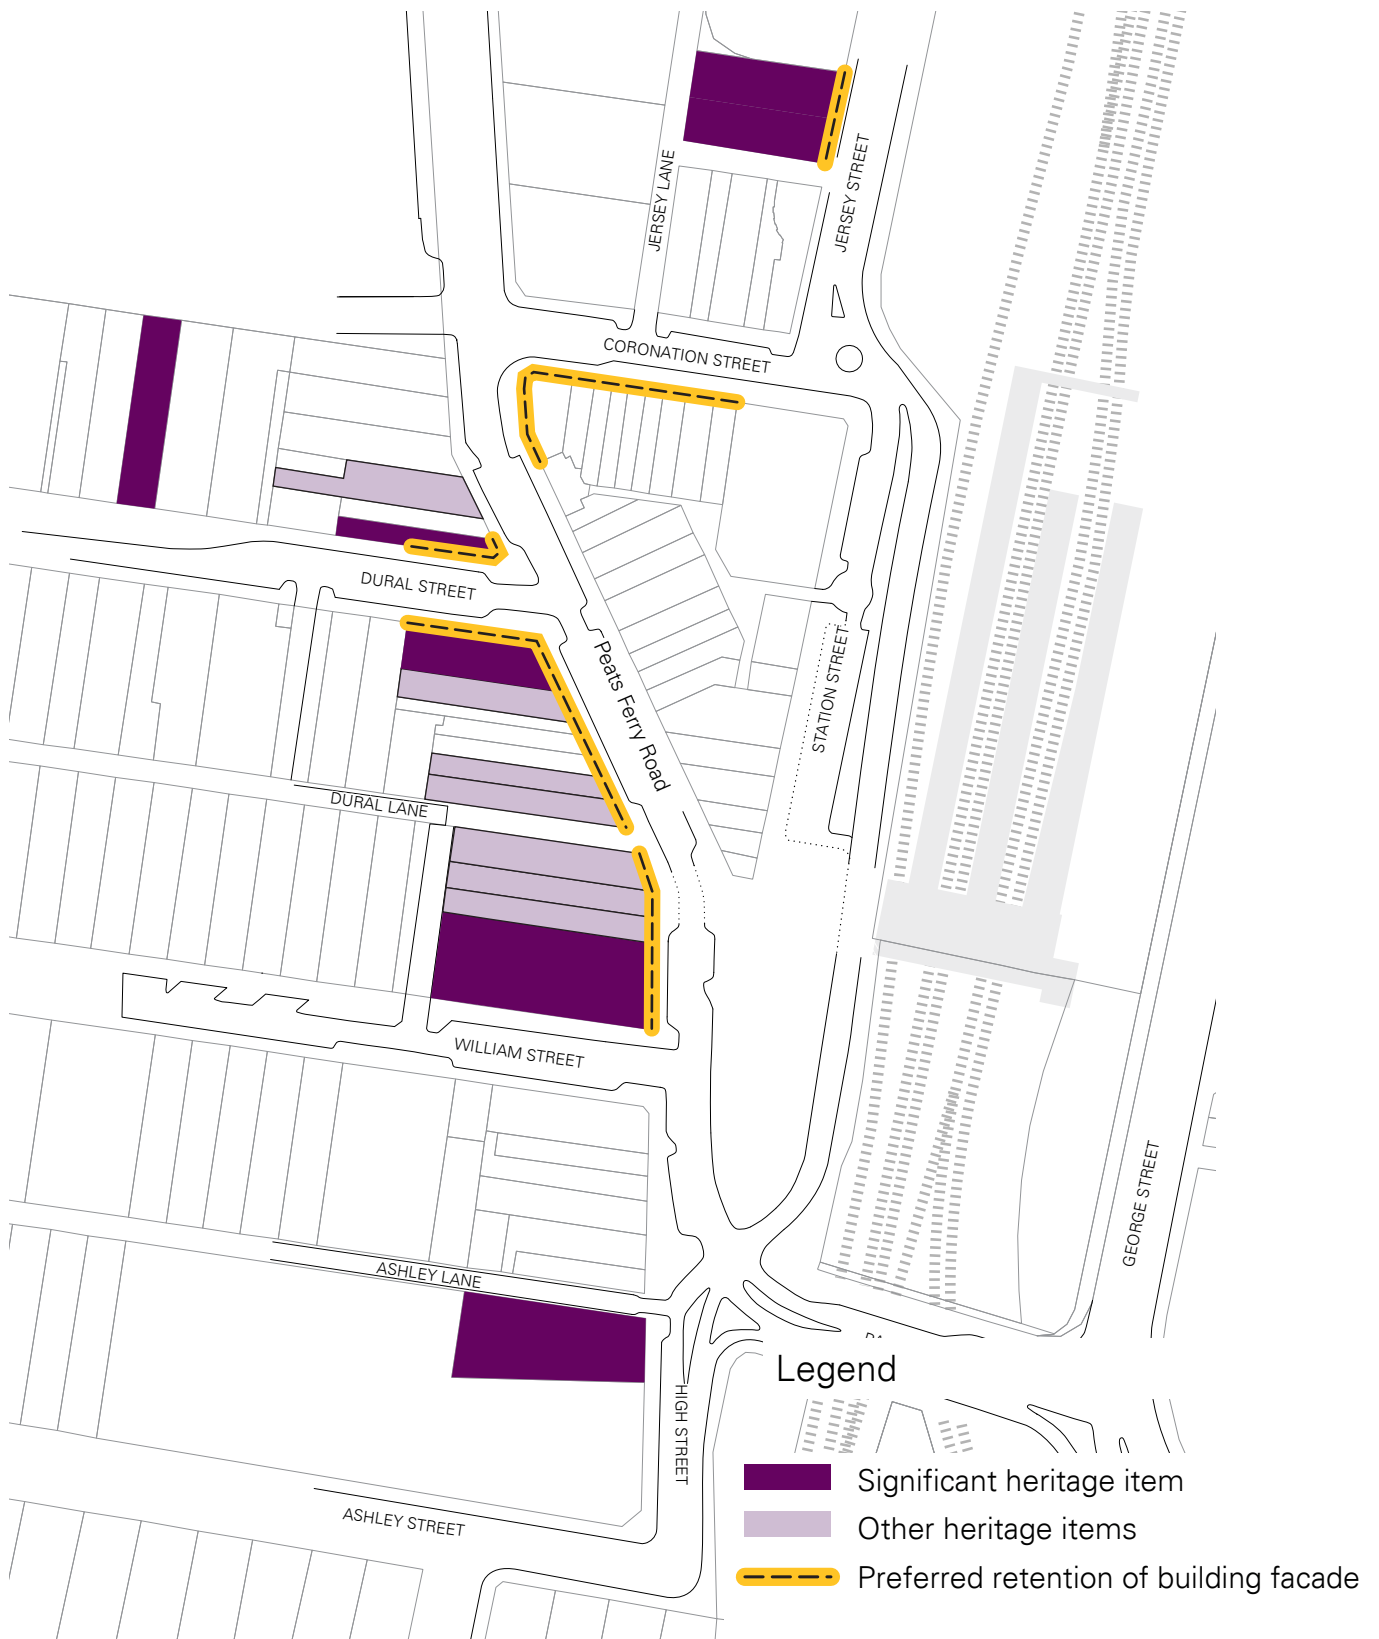 JERSEY LANE
JERSEY STREET
CORONATION STREET
DURAL STREET
Peats Ferry Road
STATION STREET
DURAL LANE
WILLIAM STREET
GEORGE STREET
ASHLEY LANE
HIGH STREET
ASHLEY STREET
Legend
Significant heritage item
Other heritage items
Preferred retention of building facade